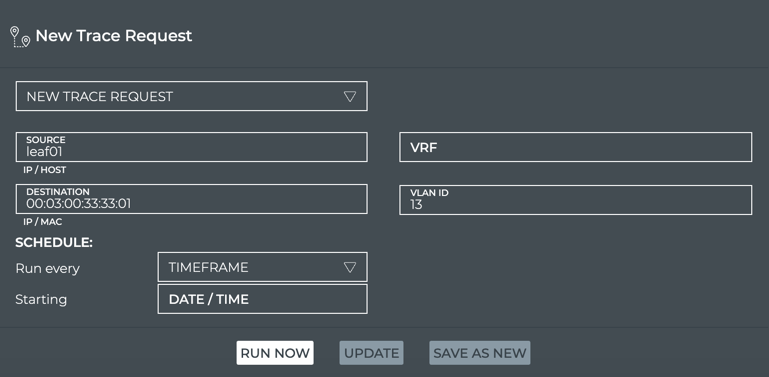 New Trace Request
NEW TRACE REQUEST
SOURCE
leaf01
IP / HOST
VRF
DESTINATION
00:03:00:33:33:01
IP / MAC
VLAN ID
13
SCHEDULE:
Run every
TIMEFRAME
Starting
DATE / TIME
RUN NOW
UPDATE
SAVE AS NEW